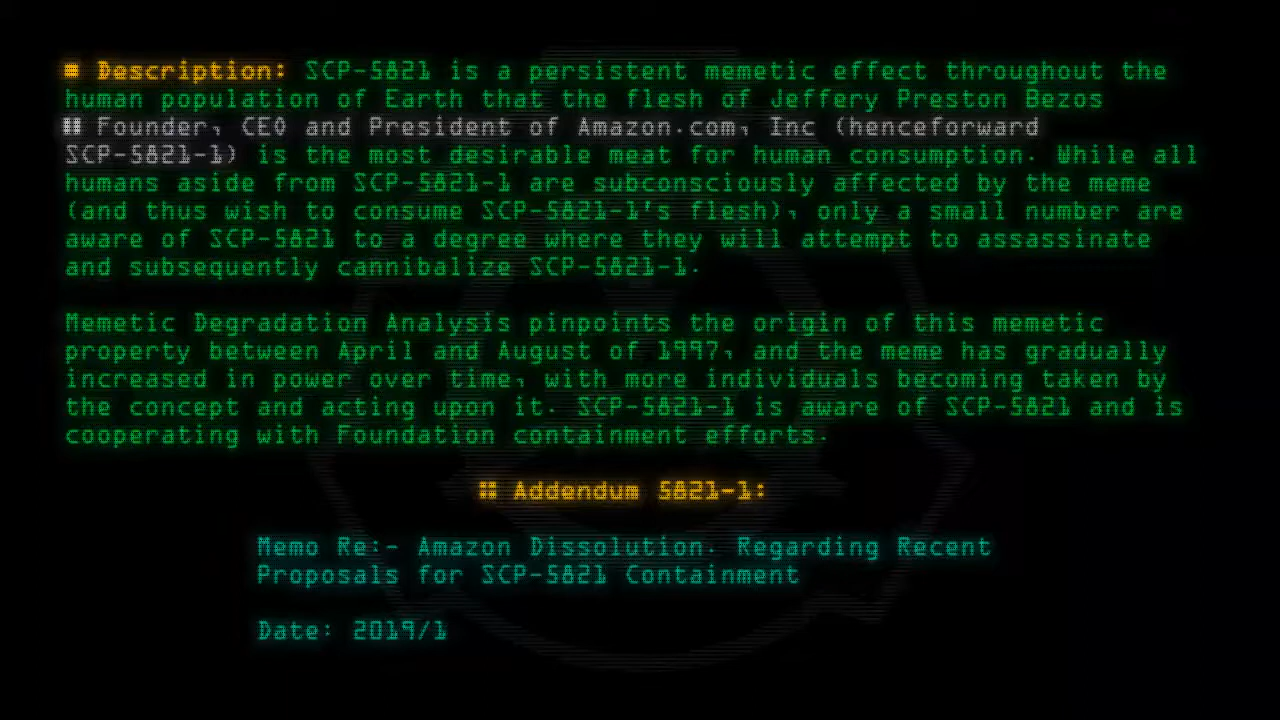 Description: SCP-5821 is a persistent memetic effect throughout the
human population of Earth that the flesh of Jeffery Preston Bezos
Founder, CEO and President of Amazon.com, Inc (henceforward
SCP-5821-1) is the most desirable meat for human consumption. While all
humans aside from SCP-5821-1 are subconsciously affected by the meme
(and thus wish to consume SCP-5821-1's flesh), only a small number are
aware of SCP-5821 to a degree where they will attempt to assassinate
and subsequently cannibalize SCP-5821-1.
Memetic Degradation Analysis pinpoints the origin of this memetic
property between April and August of 1997, and the meme has gradually
increased in power over time, with more individuals becoming taken by
the concept and acting upon it. SCP-5821-1 is aware of SCP-5821 and is
cooperating with Foundation containment efforts.
Addendum 5821-1:
Memo Re:- Amazon Dissolution. Regarding Recent
Proposals for SCP-5821 Containment
Date: 2019/1